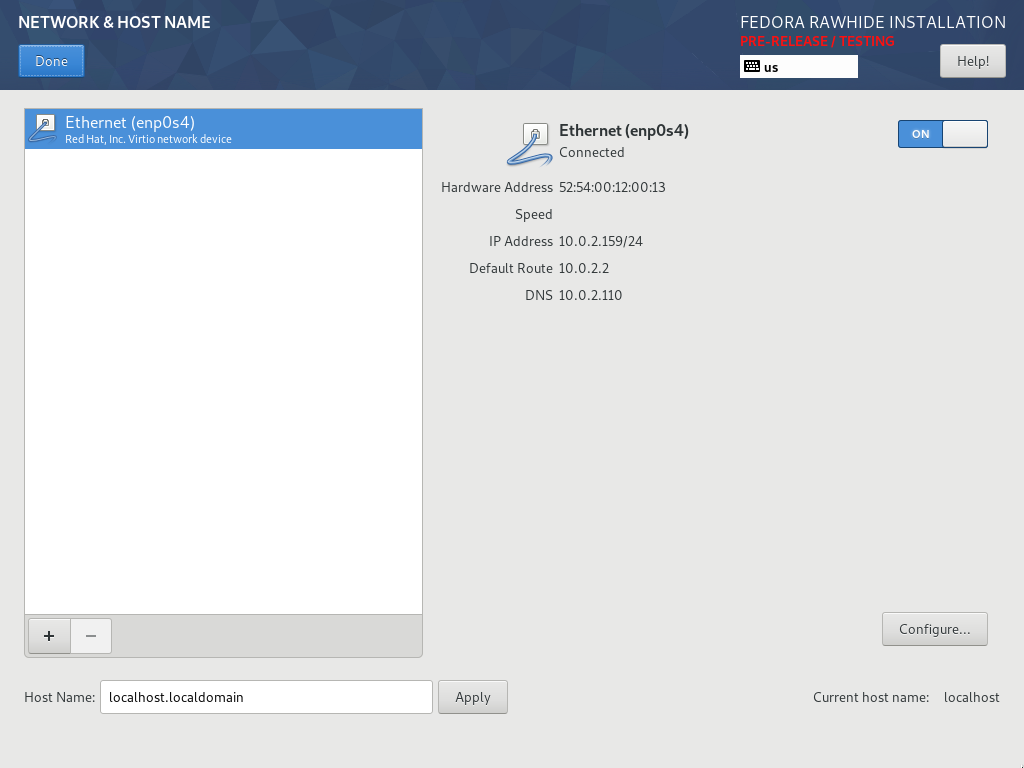 NETWORK & HOST NAME
FEDORA RAWHIDE INSTALLATION
PRE-RELEASE / TESTING
Done
us
Help!
Ethernet (enp0s4)
Red Hat, Inc. Virtio network device
Ethernet (enp0s4)
Connected
ON
Hardware Address 52:54:00:12:00:13
Speed
IP Address 10.0.2.159/24
Default Route 10.0.2.2
DNS 10.0.2.110
+ −
Configure...
Host Name: localhost.localdomain Apply
Current host name: localhost